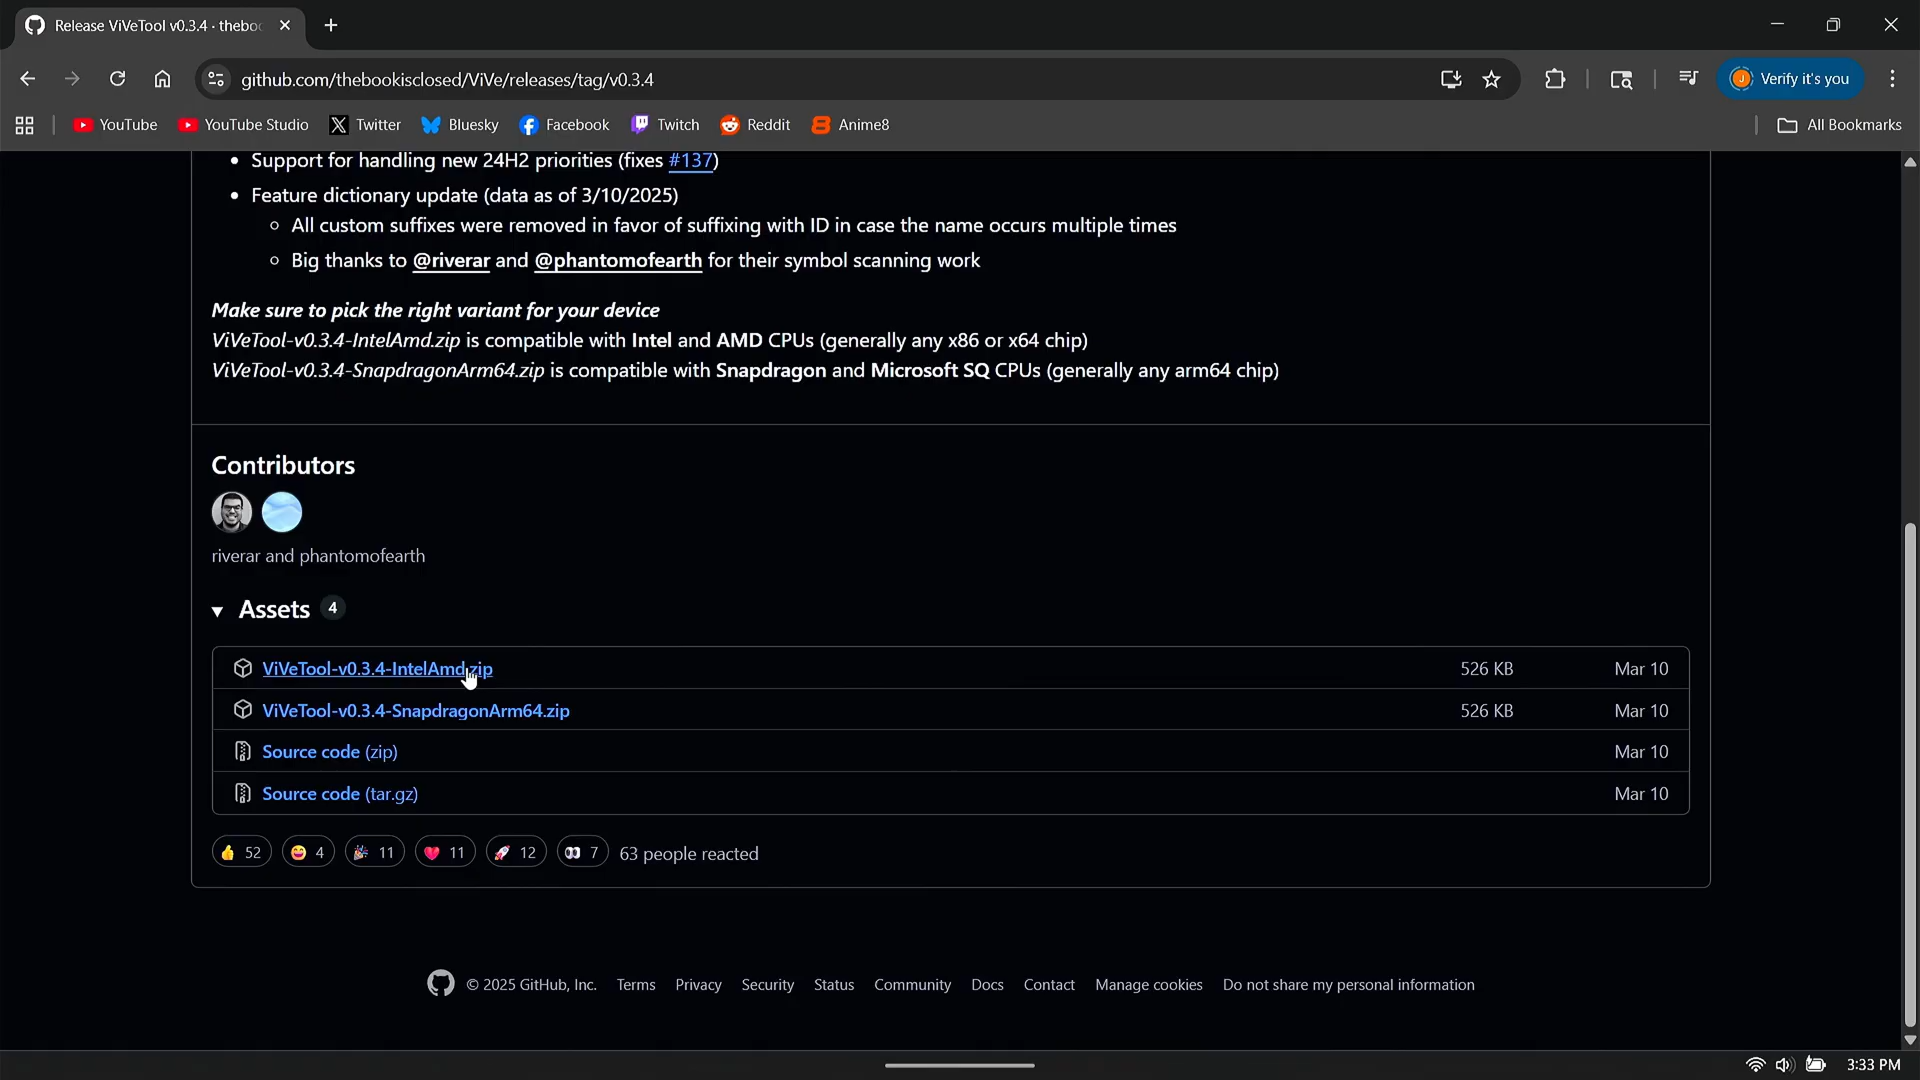 Release ViVeTool v0.3.4 · theboo
github.com/thebookisclosed/ViVe/releases/tag/v0.3.4
Verify it's you
YouTube YouTube Studio Twitter Bluesky Facebook Twitch Reddit Anime8 All Bookmarks
• Support for handling new 24H2 priorities (fixes #137)
• Feature dictionary update (data as of 3/10/2025)
◦ All custom suffixes were removed in favor of suffixing with ID in case the name occurs multiple times
◦ Big thanks to @riverar and @phantomofearth for their symbol scanning work
Make sure to pick the right variant for your device
ViVeTool-v0.3.4-IntelAmd.zip is compatible with Intel and AMD CPUs (generally any x86 or x64 chip)
ViVeTool-v0.3.4-SnapdragonArm64.zip is compatible with Snapdragon and Microsoft SQ CPUs (generally any arm64 chip)
Contributors
riverar and phantomofearth
Assets 4
ViVeTool-v0.3.4-IntelAmd.zip 526 KB Mar 10
ViVeTool-v0.3.4-SnapdragonArm64.zip 526 KB Mar 10
Source code (zip) Mar 10
Source code (tar.gz) Mar 10
👍 52 😄 4 🎉 11 ❤️ 11 🚀 12 👀 7 63 people reacted
© 2025 GitHub, Inc. Terms Privacy Security Status Community Docs Contact Manage cookies Do not share my personal information
3:33 PM